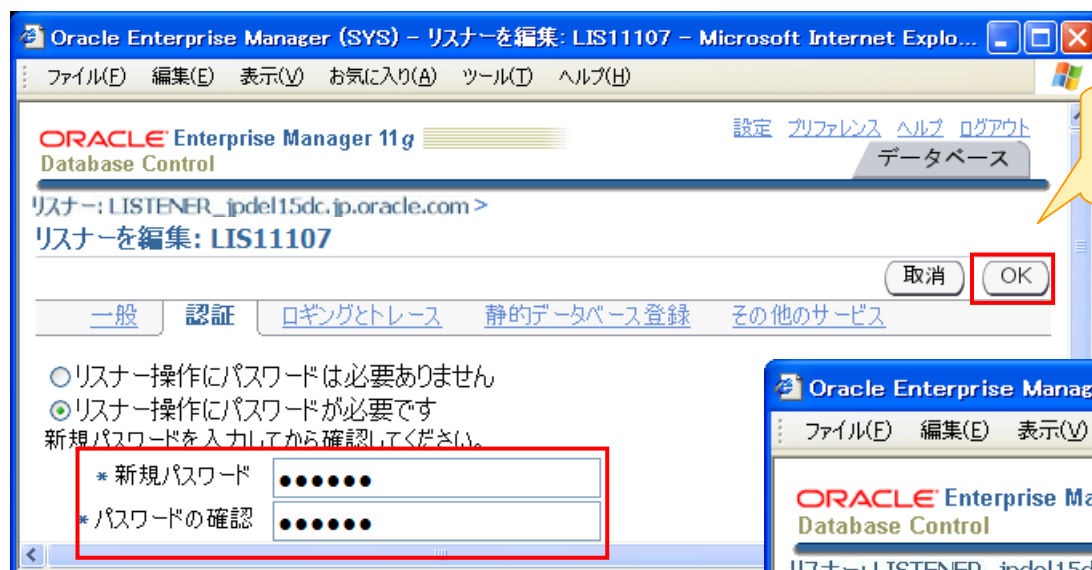 Oracle Enterprise Manager (SYS) - リスナーを編集: LIS11107 - Microsoft Internet Explo...
ファイル(F) 編集(E) 表示(V) お気に入り(A) ツール(T) ヘルプ(H)
設定 プリファレンス ヘルプ ログアウト
ORACLE Enterprise Manager 11g
Database Control
データベース
リスナー: LISTENER_jpdel15dc.jp.oracle.com >
リスナーを編集: LIS11107
取消 OK
一般 認証 ロギングとトレース 静的データベース登録 その他のサービス
リスナー操作にパスワードは必要ありません
リスナー操作にパスワードが必要です
新規パスワードを入力してから確認してください。
* 新規パスワード ●●●●●●
* パスワードの確認 ●●●●●●
Oracle Enterprise Manag
ファイル(F) 編集(E) 表示(V)
ORACLE Enterprise Ma
Database Control
リスナー: LISTENER_jpdel15d